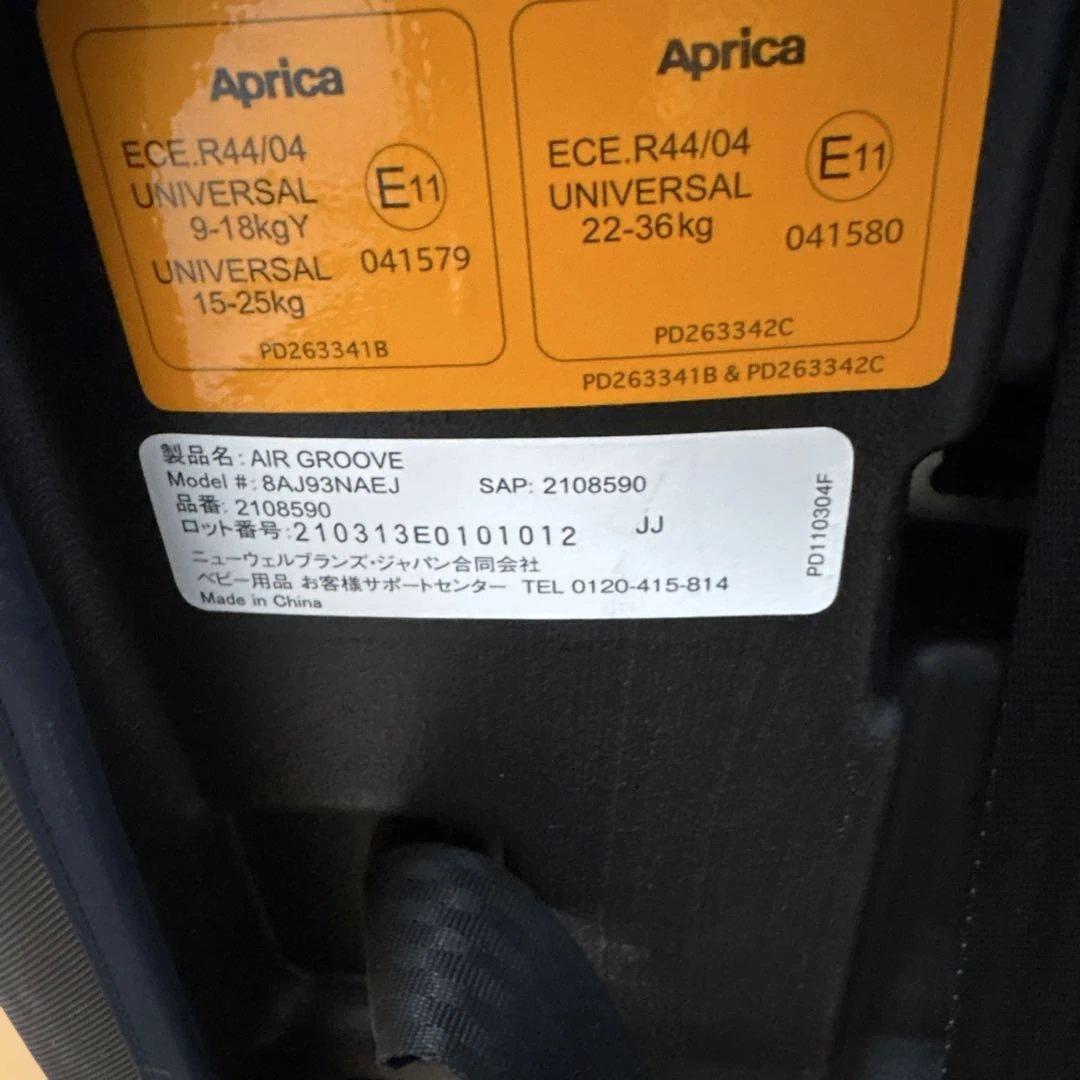 Aprica
ECE.R44/04
UNIVERSAL
9-18kgY
UNIVERSAL
15-25kg
E11
041579
PD263341B
Aprica
ECE.R44/04
UNIVERSAL
22-36kg
E11
041580
PD263342C
PD263341B & PD263342C
製品名: AIR GROOVE
Model #: 8AJ93NAEJ SAP: 2108590
品番: 2108590
ロット番号: 210313E0101012 JJ
ニューウェルブランズ・ジャパン合同会社
ベビー用品 お客様サポートセンター TEL 0120-415-814
Made in China
PD110304F